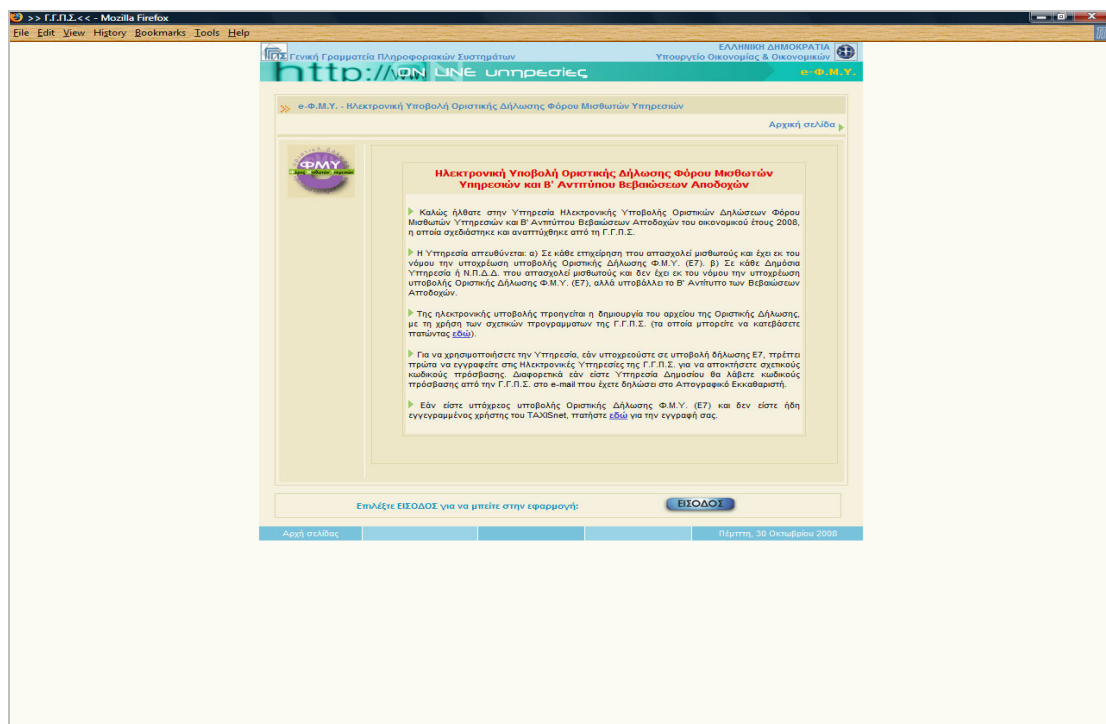 >> Γ.Γ.Π.Σ.<< - Mozilla Firefox
File Edit View History Bookmarks Tools Help
Γενική Γραμματεία Πληροφοριακών Συστημάτων
ΕΛΛΗΝΙΚΗ ΔΗΜΟΚΡΑΤΙΑ
Υπουργείο Οικονομίας & Οικονομικών
http://www
ON LINE υπηρεσίες
e-Φ.Μ.Υ.
e-Φ.Μ.Υ. - Ηλεκτρονική Υποβολή Οριστικής Δήλωσης Φόρου Μισθωτών Υπηρεσιών
Αρχική σελίδα
ΦΜΥ
Ηλεκτρονική Υποβολή Οριστικής Δήλωσης Φόρου Μισθωτών
Υπηρεσιών και Β' Αντιτύπου Βεβαιώσεων Αποδοχών
Καλώς ήλθατε στην Υπηρεσία Ηλεκτρονικής Υποβολής Οριστικών Δηλώσεων Φόρου
Μισθωτών Υπηρεσιών και Β' Αντιτύπου Βεβαιώσεων Αποδοχών του οικονομικού έτους 2008,
η οποία σχεδιάστηκε και αναπτύχθηκε από τη Γ.Γ.Π.Σ.
Η Υπηρεσία απευθύνεται: α) Σε κάθε επιχείρηση που απασχολεί μισθωτούς και έχει εκ του
νόμου την υποχρέωση υποβολής Οριστικής Δήλωσης Φ.Μ.Υ. (Ε7). β) Σε κάθε Δημόσια
Υπηρεσία ή Ν.Π.Δ.Δ. που απασχολεί μισθωτούς και δεν έχει εκ του νόμου την υποχρέωση
υποβολής Οριστικής Δήλωσης Φ.Μ.Υ. (Ε7), αλλά υποβάλλει το Β' Αντίτυπο των Βεβαιώσεων
Αποδοχών.
Της ηλεκτρονικής υποβολής προηγείται η δημιουργία του αρχείου της Οριστικής Δήλωσης,
με τη χρήση των σχετικών προγραμματων της Γ.Γ.Π.Σ. (τα οποία μπορείτε να κατεβάσετε
πατώντας εδώ).
Για να χρησιμοποιήσετε την Υπηρεσία, εάν υποχρεούστε σε υποβολή δήλωσης Ε7, πρέπει
πρώτα να εγγραφείτε στις Ηλεκτρονικές Υπηρεσίες της Γ.Γ.Π.Σ. για να αποκτήσετε σχετικούς
κωδικούς πρόσβασης. Διαφορετικά εάν είστε Υπηρεσία Δημοσίου θα λάβετε κωδικούς
πρόσβασης από την Γ.Γ.Π.Σ. στο e-mail που έχετε δηλώσει στο Απογραφικό Εκκαθαριστή.
Εάν είστε υπόχρεος υποβολής Οριστικής Δήλωσης Φ.Μ.Υ. (Ε7) και δεν είστε ήδη
εγγεγραμμένος χρήστης του TAXISnet, πατήστε εδώ για την εγγραφή σας.
Επιλέξτε ΕΙΣΟΔΟΣ για να μπείτε στην εφαρμογή:
ΕΙΣΟΔΟΣ
Αρχή σελίδας
Πέμπτη, 30 Οκτωβρίου 2008